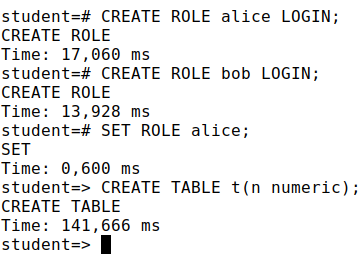 student=# CREATE ROLE alice LOGIN;
CREATE ROLE
Time: 17,060 ms
student=# CREATE ROLE bob LOGIN;
CREATE ROLE
Time: 13,928 ms
student=# SET ROLE alice;
SET
Time: 0,600 ms
student=> CREATE TABLE t(n numeric);
CREATE TABLE
Time: 141,666 ms
student=>